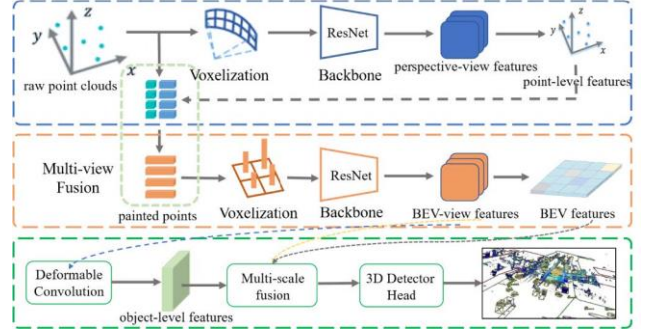 z
y
x
raw point clouds
Voxelization
ResNet
Backbone
perspective-view features
z
y
x
point-level features
Multi-view
Fusion
painted points
Voxelization
ResNet
Backbone
BEV-view features
BEV features
Deformable
Convolution
object-level features
Multi-scale
fusion
3D Detector
Head